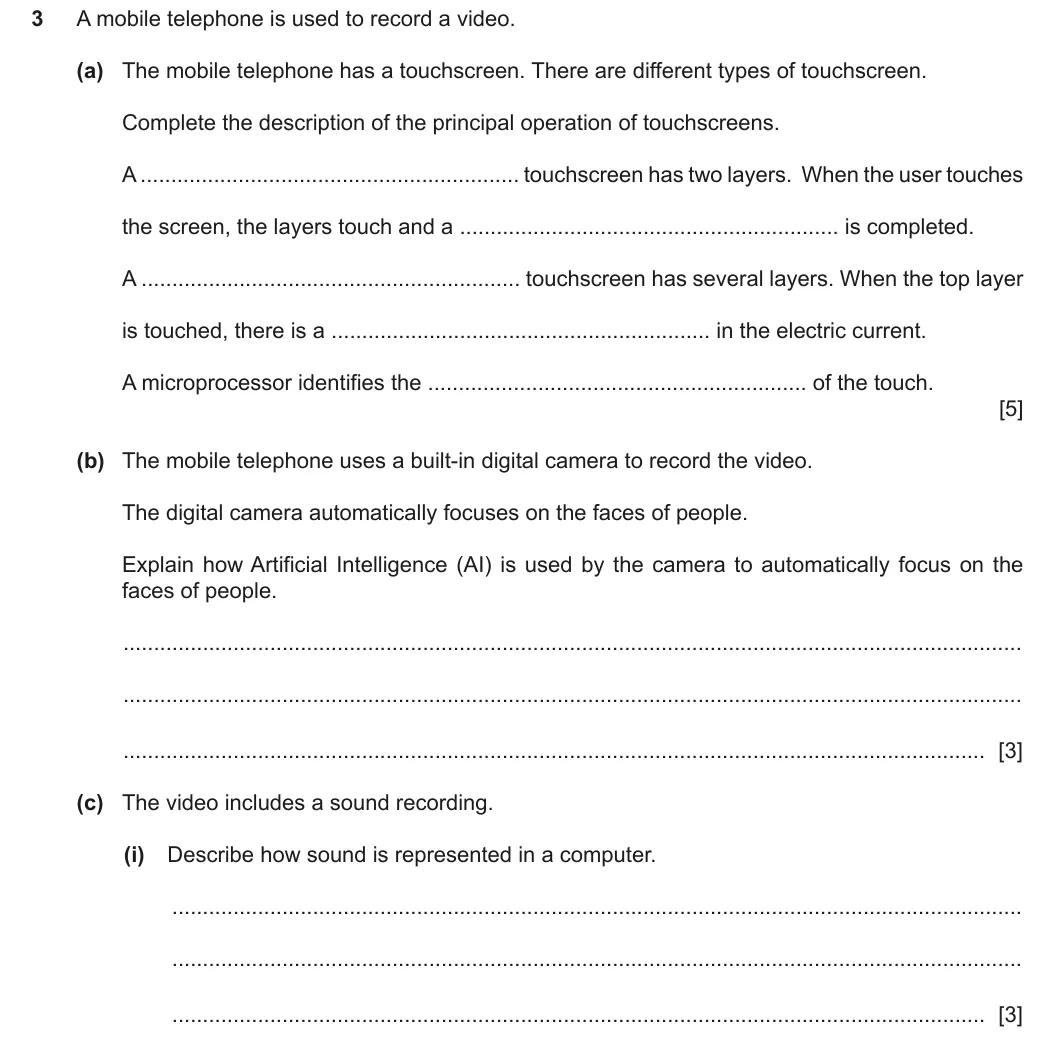 3 A mobile telephone is used to record a video.
(a) The mobile telephone has a touchscreen. There are different types of touchscreen.
Complete the description of the principal operation of touchscreens.
A .............................................................. touchscreen has two layers. When the user touches
the screen, the layers touch and a .............................................................. is completed.
A .............................................................. touchscreen has several layers. When the top layer
is touched, there is a .............................................................. in the electric current.
A microprocessor identifies the .............................................................. of the touch.
[5]
(b) The mobile telephone uses a built-in digital camera to record the video.
The digital camera automatically focuses on the faces of people.
Explain how Artificial Intelligence (AI) is used by the camera to automatically focus on the
faces of people.
...................................................................................................................................................
...................................................................................................................................................
............................................................................................................................................. [3]
(c) The video includes a sound recording.
(i) Describe how sound is represented in a computer.
...........................................................................................................................................
...........................................................................................................................................
..................................................................................................................................... [3]